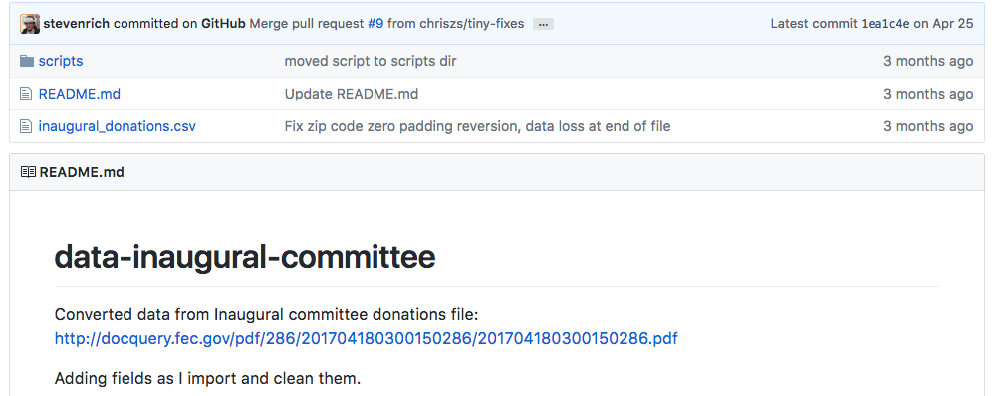 stevenrich committed on GitHub Merge pull request #9 from chriszs/tiny-fixes ... Latest commit 1ea1c4e on Apr 25
scripts moved script to scripts dir 3 months ago
README.md Update README.md 3 months ago
inaugural_donations.csv Fix zip code zero padding reversion, data loss at end of file 3 months ago
README.md
data-inaugural-committee
Converted data from Inaugural committee donations file:
http://docquery.fec.gov/pdf/286/201704180300150286/201704180300150286.pdf
Adding fields as I import and clean them.